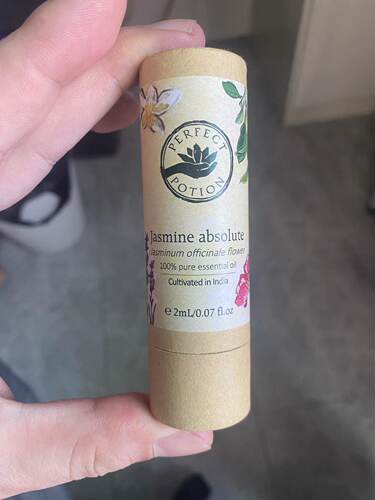 PERFECT
POTION
Jasmine absolute
Jasminum officinale flower
100% pure essential oil
Cultivated in India
℮ 2mL/0.07 fl.oz